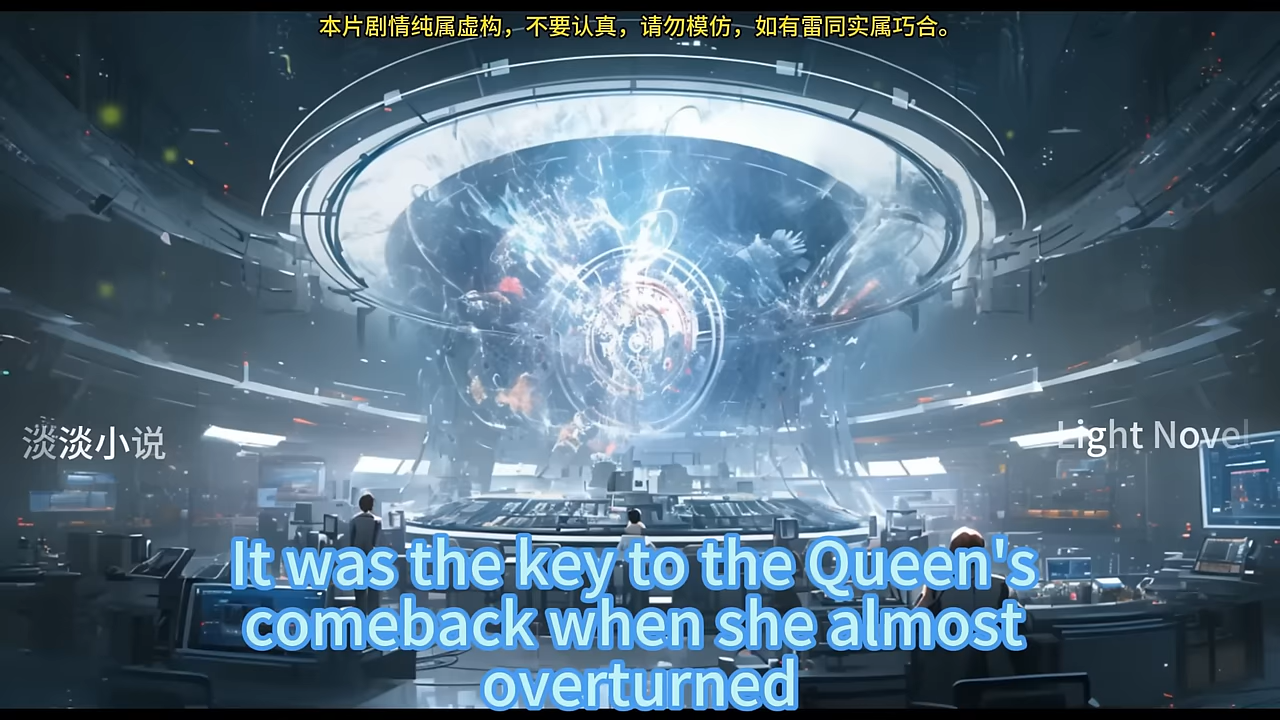 本片剧情纯属虚构，不要认真，请勿模仿，如有雷同实属巧合。
淡淡小说
Light Novel
It was the key to the Queen's
comeback when she almost
overturned